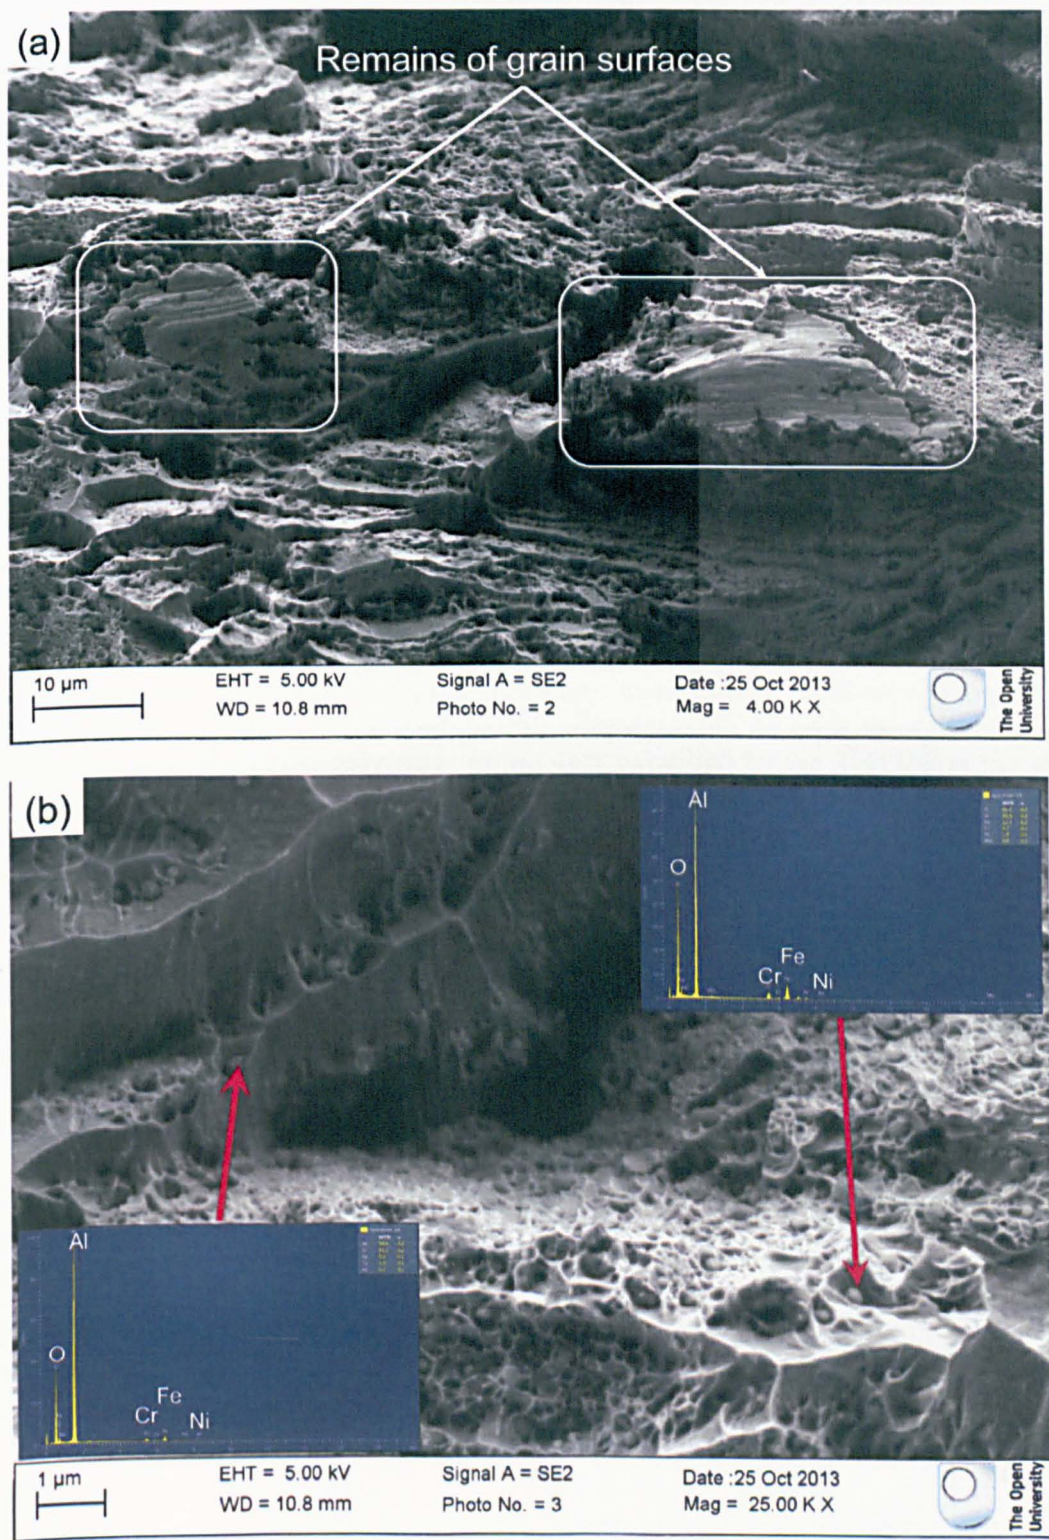 (a)
Remains of grain surfaces
10 µm
EHT = 5.00 kV
WD = 10.8 mm
Signal A = SE2
Photo No. = 2
Date :25 Oct 2013
Mag = 4.00 K X
The Open
University
(b)
Al
O
Cr
Fe
Ni
Al
O
Cr
Fe
Ni
1 µm
EHT = 5.00 kV
WD = 10.8 mm
Signal A = SE2
Photo No. = 3
Date :25 Oct 2013
Mag = 25.00 K X
The Open
University